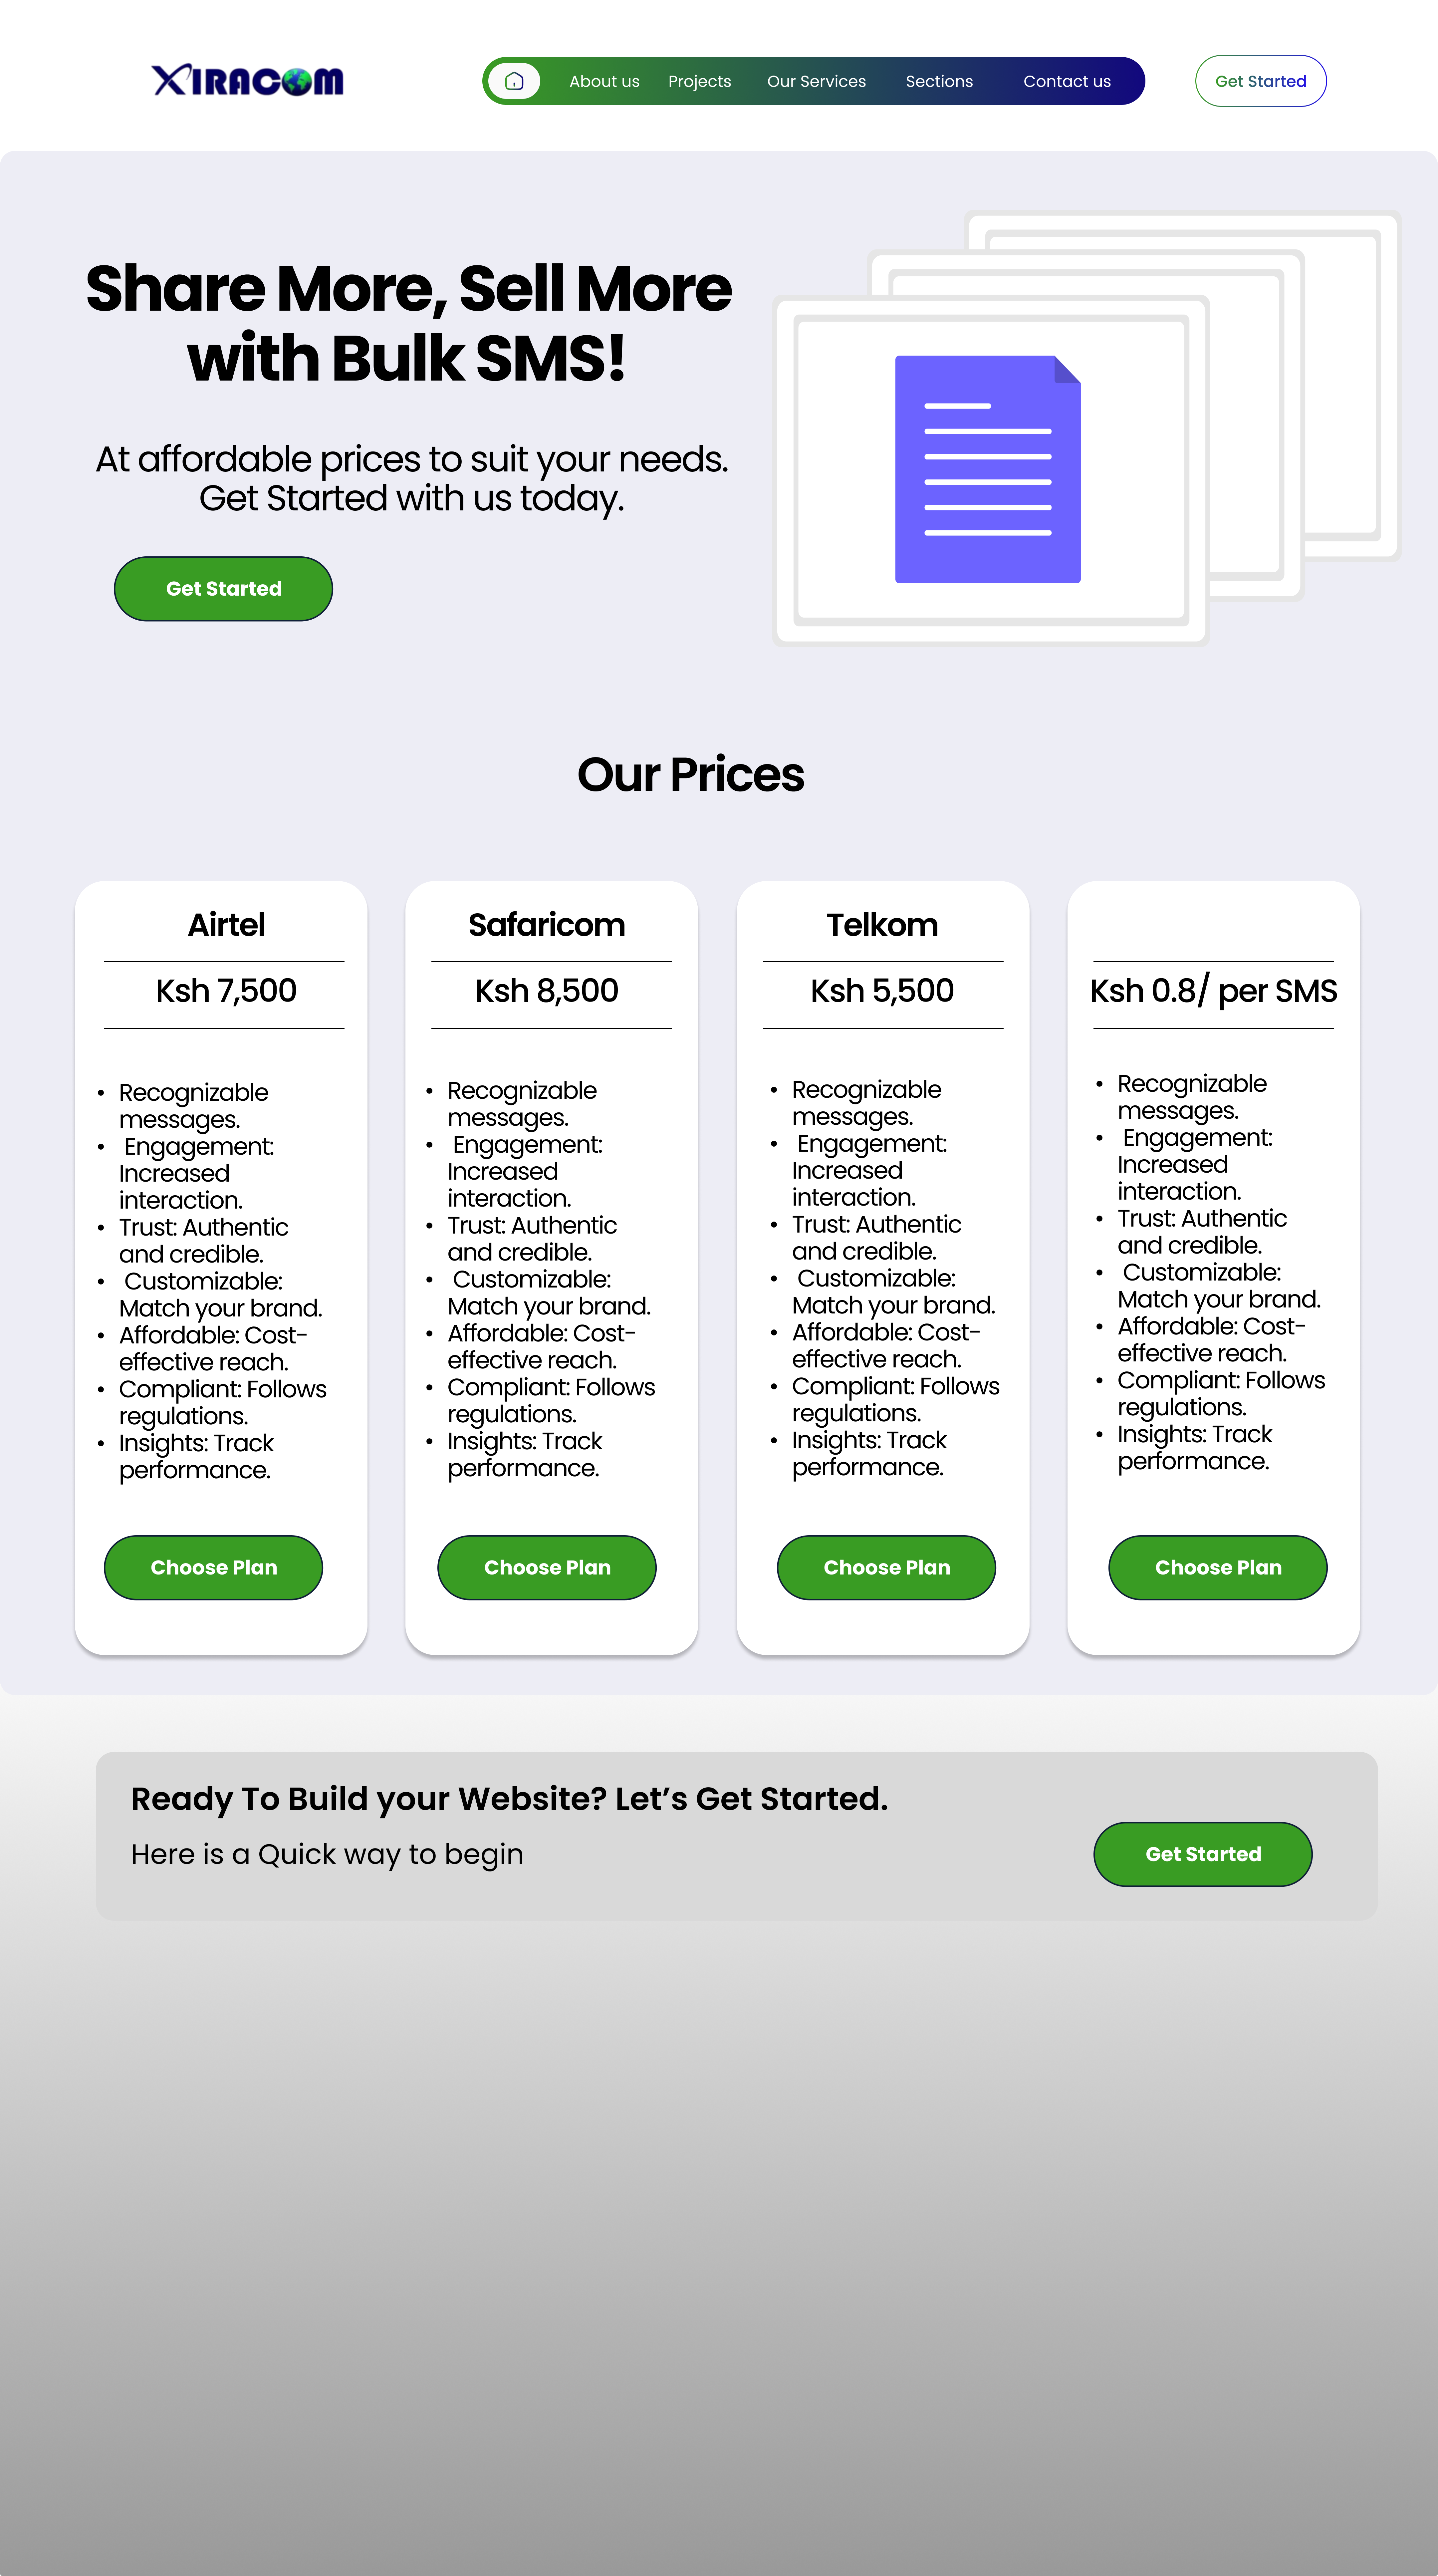 XIRACOM
About us Projects Our Services Sections Contact us
Get Started
Share More, Sell More
with Bulk SMS!
At affordable prices to suit your needs.
Get Started with us today.
Get Started
Our Prices
Airtel
Ksh 7,500
• Recognizable
messages.
• Engagement:
Increased
interaction.
• Trust: Authentic
and credible.
• Customizable:
Match your brand.
• Affordable: Cost-
effective reach.
• Compliant: Follows
regulations.
• Insights: Track
performance.
Choose Plan
Safaricom
Ksh 8,500
• Recognizable
messages.
• Engagement:
Increased
interaction.
• Trust: Authentic
and credible.
• Customizable:
Match your brand.
• Affordable: Cost-
effective reach.
• Compliant: Follows
regulations.
• Insights: Track
performance.
Choose Plan
Telkom
Ksh 5,500
• Recognizable
messages.
• Engagement:
Increased
interaction.
• Trust: Authentic
and credible.
• Customizable:
Match your brand.
• Affordable: Cost-
effective reach.
• Compliant: Follows
regulations.
• Insights: Track
performance.
Choose Plan
Ksh 0.8/ per SMS
• Recognizable
messages.
• Engagement:
Increased
interaction.
• Trust: Authentic
and credible.
• Customizable:
Match your brand.
• Affordable: Cost-
effective reach.
• Compliant: Follows
regulations.
• Insights: Track
performance.
Choose Plan
Ready To Build your Website? Let’s Get Started.
Here is a Quick way to begin
Get Started